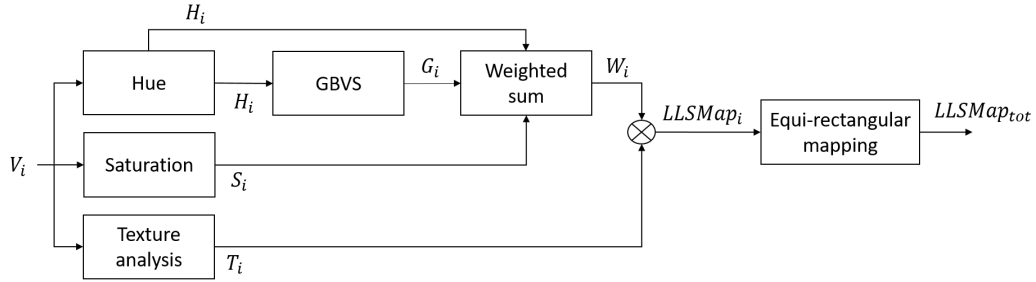 H_i
Hue
H_i
GBVS
G_i
Weighted
sum
W_i
V_i
Saturation
S_i
LLSMap_i
Equi-rectangular
mapping
LLSMap_tot
Texture
analysis
T_i